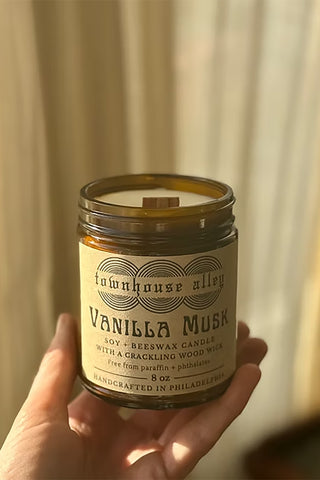 townhouse alley
VANILLA MUSK
SOY + BEESWAX CANDLE
WITH A CRACKLING WOOD WICK
Free from paraffin + phthalates
8 oz
HANDCRAFTED IN PHILADELPHIA